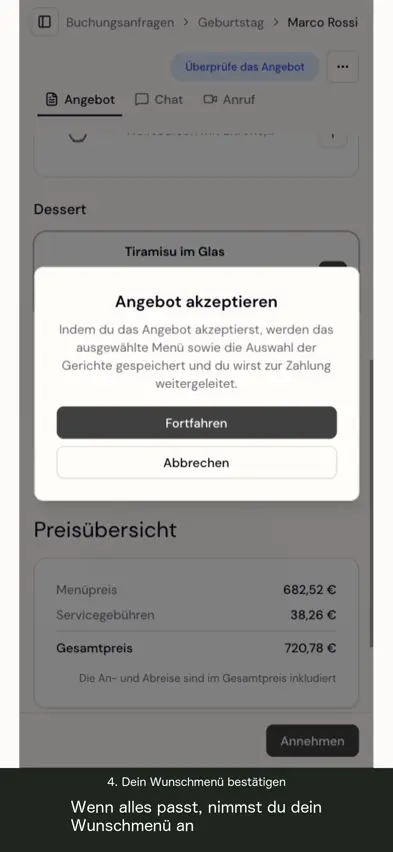 Buchungsanfragen > Geburtstag > Marco Rossi
Überprüfe das Angebot
Angebot
Chat
Anruf
Dessert
Tiramisu im Glas
Angebot akzeptieren
Indem du das Angebot akzeptierst, werden das
ausgewählte Menü sowie die Auswahl der
Gerichte gespeichert und du wirst zur Zahlung
weitergeleitet.
Fortfahren
Abbrechen
Preisübersicht
Menüpreis 682,52 €
Servicegebühren 38,26 €
Gesamtpreis 720,78 €
Die An- und Abreise sind im Gesamtpreis inkludiert
Annehmen
4. Dein Wunschmenü bestätigen
Wenn alles passt, nimmst du dein
Wunschmenü an